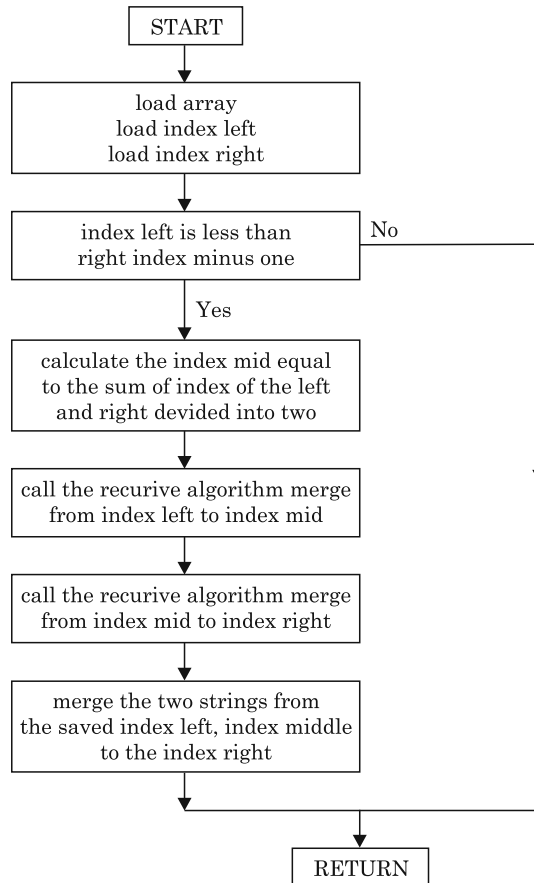 START
load array
load index left
load index right
index left is less than
right index minus one
No
Yes
calculate the index mid equal
to the sum of index of the left
and right devided into two
call the recurive algorithm merge
from index left to index mid
call the recurive algorithm merge
from index mid to index right
merge the two strings from
the saved index left, index middle
to the index right
RETURN